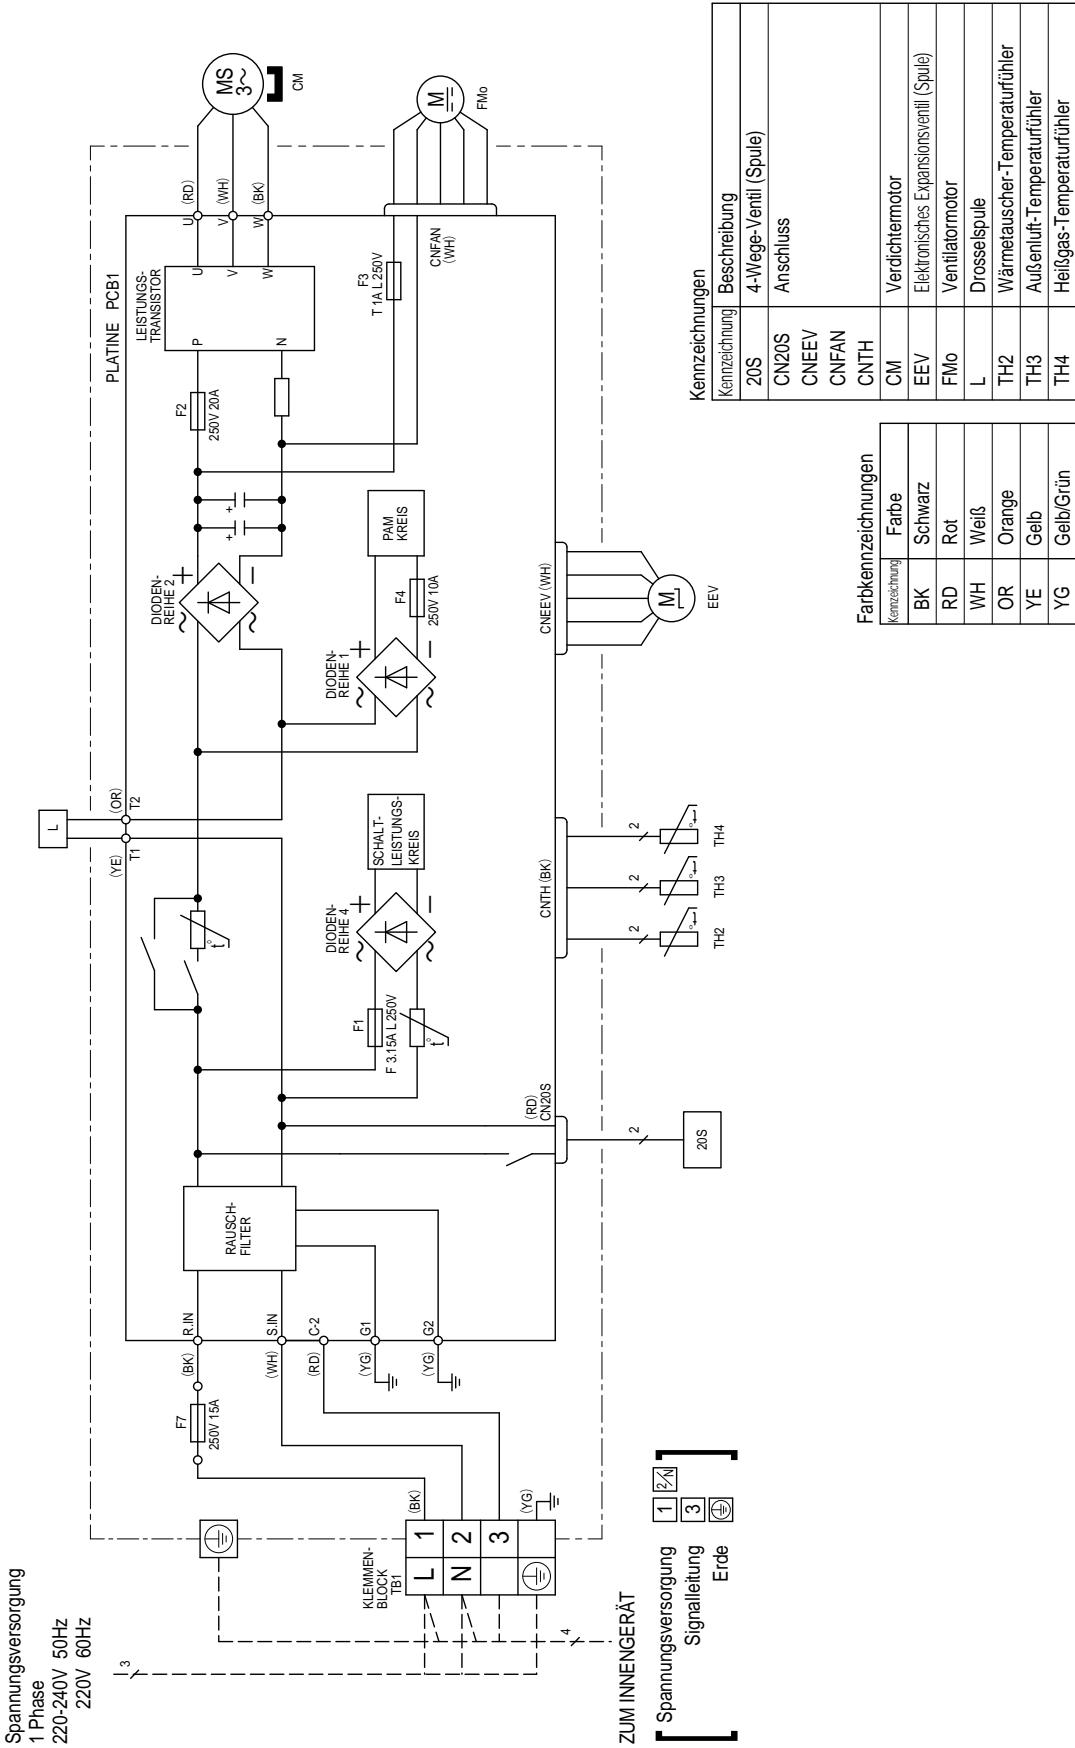 Spannungsversorgung
1 Phase
220-240V 50Hz
220V 60Hz
3
4
ZUM INNENGERÄT
Spannungsversorgung 1 2/N
Signalleitung 3
Erde
KLEMMEN-
BLOCK
TB1
L 1
N 2
3
(BK)
(YG)
F7
250V 15A
(BK)
R.IN
(WH)
S.IN
(RD)
C-2
(YG)
G1
(YG)
G2
RAUSCH-
FILTER
PLATINE PCB1
L
(YE)
T1
(OR)
T2
t°
F1
F 3.15A L 250V
t°
DIODEN-
REIHE 4
SCHALT-
LEISTUNGS-
KREIS
DIODEN-
REIHE 1
F4
250V 10A
PAM
KREIS
DIODEN-
REIHE 2
F2
250V 20A
LEISTUNGS-
TRANSISTOR
P
N
U
V
W
U
V
W
(RD)
(WH)
(BK)
MS
3~
CM
F3
T 1A L 250V
CNFAN
(WH)
M
FMo
(RD)
CN20S
2
20S
CNTH (BK)
2
2
2
t°
t°
t°
TH2
TH3
TH4
CNEEV (WH)
M
EEV
Farbkennzeichnungen
Kennzeichnung Farbe
BK Schwarz
RD Rot
WH Weiß
OR Orange
YE Gelb
YG Gelb/Grün
Kennzeichnungen
Kennzeichnung Beschreibung
20S 4-Wege-Ventil (Spule)
CN20S Anschluss
CNEEV
CNFAN
CNTH
CM Verdichtermotor
EEV Elektronisches Expansionsventil (Spule)
FMo Ventilatormotor
L Drosselspule
TH2 Wärmetauscher-Temperaturfühler
TH3 Außenluft-Temperaturfühler
TH4 Heißgas-Temperaturfühler